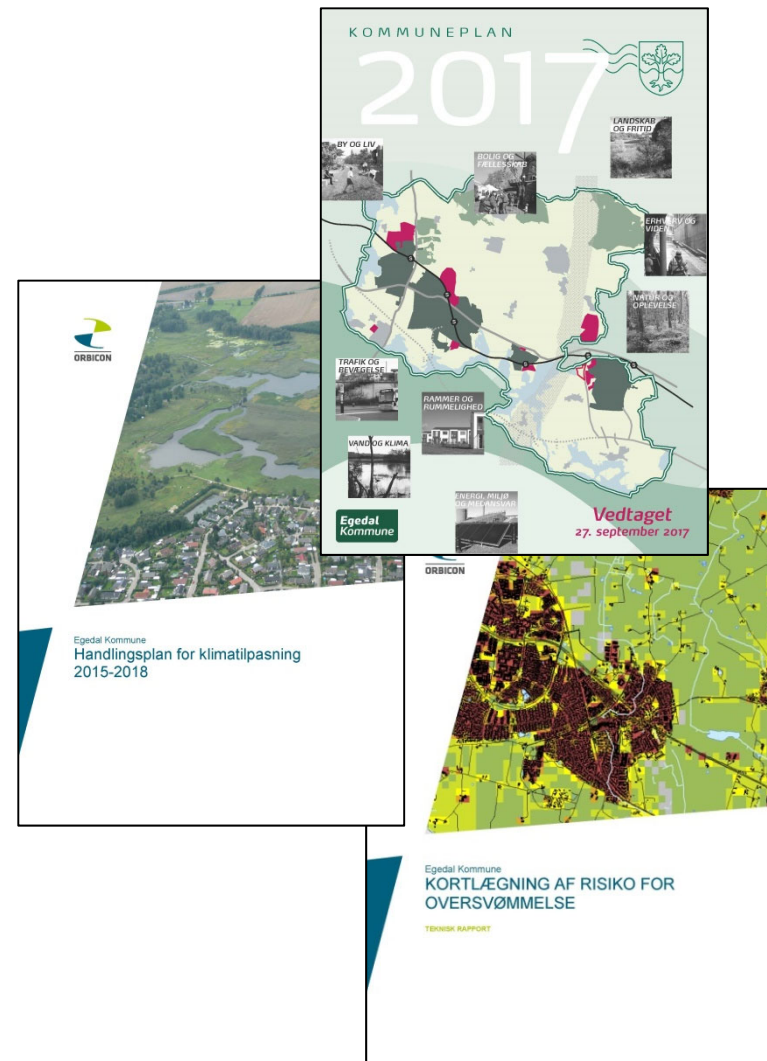 KOMMUNEPLAN
2017
BY OG LIV
BOLIG OG
FÆLLESSKAB
LANDSKAB
OG FRITID
ERHVERV OG
VIDEN
NATUR OG
OPLEVELSE
TRAFIK OG
BEVÆGELSE
RAMMER OG
RUMMELIGHED
VAND OG KLIMA
ENERGI, MILJØ
OG MEDANSVAR
Egedal
Kommune
Vedtaget
27. september 2017
ORBICON
Egedal Kommune
Handlingsplan for klimatilpasning
2015-2018
ORBICON
Egedal Kommune
KORTLÆGNING AF RISIKO FOR
OVERSVØMMELSE
TEKNISK RAPPORT